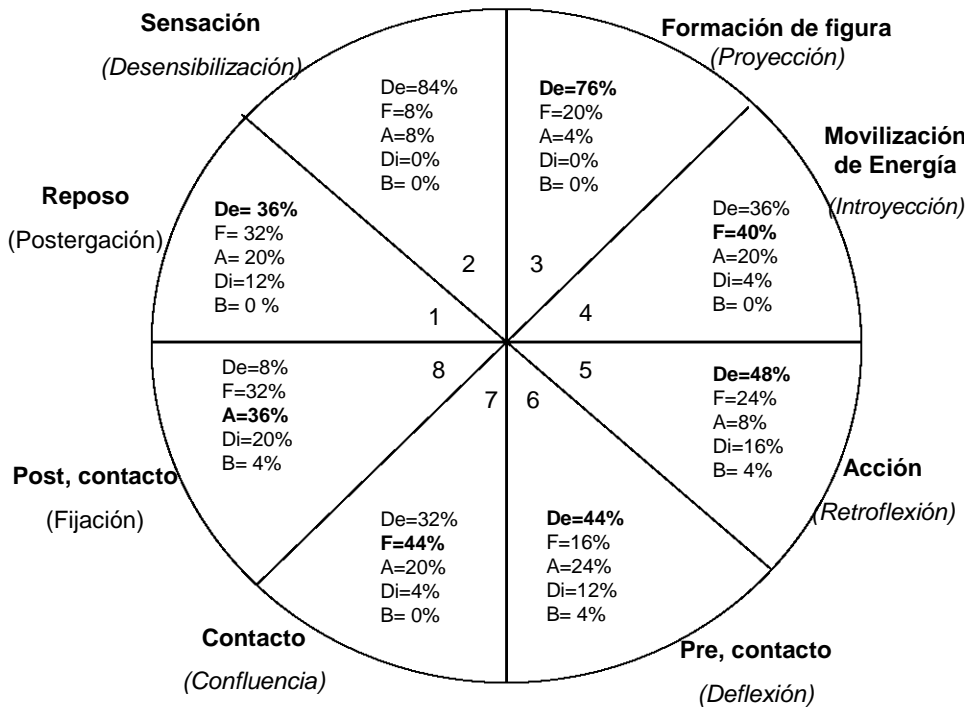 Sensación
(Desensibilización)
De=84%
F=8%
A=8%
Di=0%
B= 0%
2
Formación de figura
(Proyección)
De=76%
F=20%
A=4%
Di=0%
B= 0%
3
Movilización
de Energía
(Introyección)
De=36%
F=40%
A=20%
Di=4%
B= 0%
4
Reposo
(Postergación)
De= 36%
F= 32%
A= 20%
Di=12%
B= 0 %
1
De=8%
F=32%
A=36%
Di=20%
B= 4%
8
Post, contacto
(Fijación)
De=32%
F=44%
A=20%
Di=4%
B= 0%
7
Contacto
(Confluencia)
De=44%
F=16%
A=24%
Di=12%
B= 4%
6
Pre, contacto
(Deflexión)
De=48%
F=24%
A=8%
Di=16%
B= 4%
5
Acción
(Retroflexión)